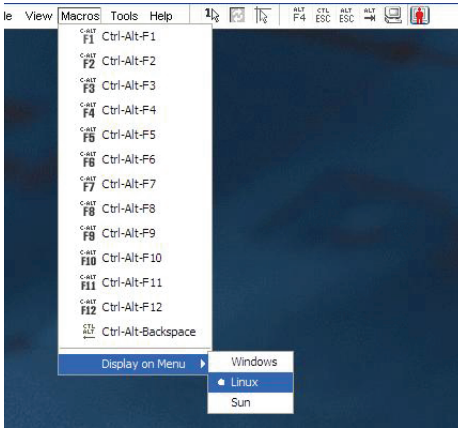 le View Macros Tools Help 1 ALT F4 CTL ESC ALT ESC ALT
C-ALT F1 Ctrl-Alt-F1
C-ALT F2 Ctrl-Alt-F2
C-ALT F3 Ctrl-Alt-F3
C-ALT F4 Ctrl-Alt-F4
C-ALT F5 Ctrl-Alt-F5
C-ALT F6 Ctrl-Alt-F6
C-ALT F7 Ctrl-Alt-F7
C-ALT F8 Ctrl-Alt-F8
C-ALT F9 Ctrl-Alt-F9
C-ALT F10 Ctrl-Alt-F10
C-ALT F11 Ctrl-Alt-F11
C-ALT F12 Ctrl-Alt-F12
CTL ALT Ctrl-Alt-Backspace
Display on Menu
Windows
Linux
Sun